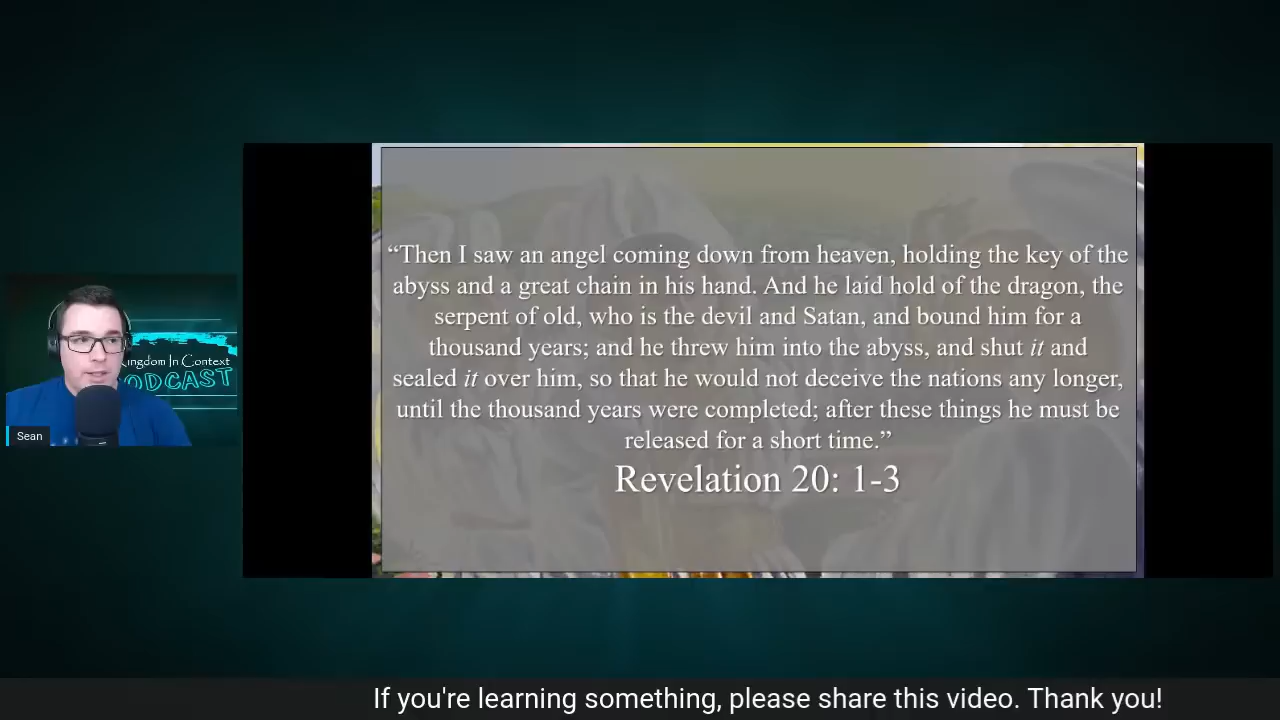 “Then I saw an angel coming down from heaven, holding the key of the
abyss and a great chain in his hand. And he laid hold of the dragon, the
serpent of old, who is the devil and Satan, and bound him for a
thousand years; and he threw him into the abyss, and shut it and
sealed it over him, so that he would not deceive the nations any longer,
until the thousand years were completed; after these things he must be
released for a short time.”
Revelation 20: 1-3
ingdom In Context
ODCAST
Sean
If you're learning something, please share this video. Thank you!